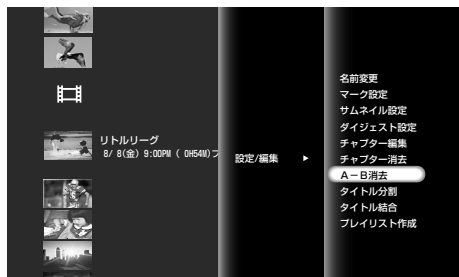 リトルリーグ
8/ 8(金) 9:00PM ( 0H54M)プ
設定/編集 ▶
名前変更
マーク設定
サムネイル設定
ダイジェスト設定
チャプター編集
チャプター消去
A－B消去
タイトル分割
タイトル結合
プレイリスト作成